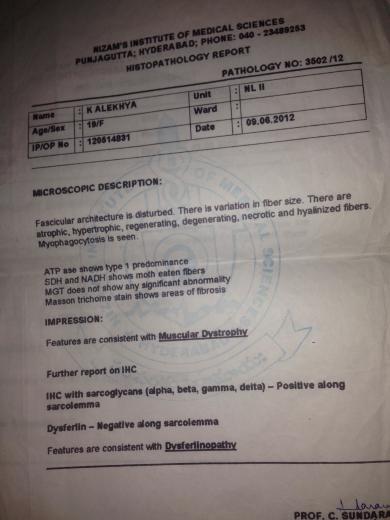 NIZAM'S INSTITUTE OF MEDICAL SCIENCES
PUNJAGUTTA; HYDERABAD; PHONE: 040 - 23489253
HISTOPATHOLOGY REPORT
PATHOLOGY NO: 3502 /12
Name : K ALEKHYA Unit : NL II
Age/Sex : 19/F Ward :
IP/OP No : 120514831 Date : 09.06.2012
MICROSCOPIC DESCRIPTION:
Fascicular architecture is disturbed. There is variation in fiber size. There are
atrophic, hypertrophic, regenerating, degenerating, necrotic and hyalinized fibers.
Myophagocytosis is seen.
ATP ase shows type 1 predominance
SDH and NADH shows moth eaten fibers
MGT does not show any significant abnormality
Masson trichome stain shows areas of fibrosis
IMPRESSION:
Features are consistent with Muscular Dystrophy
Further report on IHC
IHC with sarcoglycans (alpha, beta, gamma, delta) – Positive along
sarcolemma
Dysferlin – Negative along sarcolemma
Features are consistent with Dysferlinopathy
PROF. C. SUNDARA